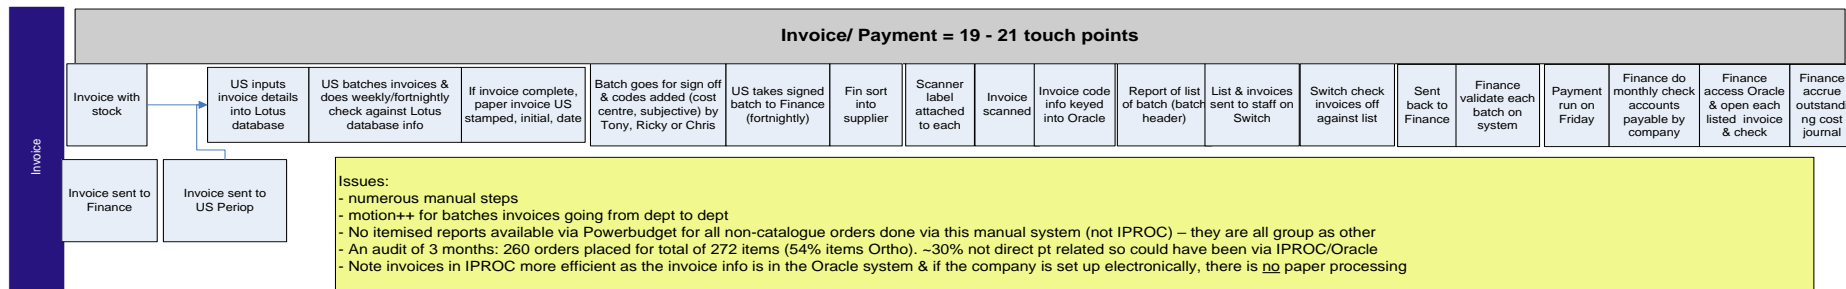 Invoice
Invoice/ Payment = 19 - 21 touch points
Invoice with
stock
US inputs
invoice details
into Lotus
database
US batches invoices &
does weekly/fortnightly
check against Lotus
database info
If invoice complete,
paper invoice US
stamped, initial, date
Batch goes for sign off
& codes added (cost
centre, subjective) by
Tony, Ricky or Chris
US takes signed
batch to Finance
(fortnightly)
Fin sort
into
supplier
Scanner
label
attached
to each
Invoice
scanned
Invoice code
info keyed
into Oracle
Report of list
of batch (batch
header)
List & invoices
sent to staff on
Switch
Switch check
invoices off
against list
Sent
back to
Finance
Finance
validate each
batch on
system
Payment
run on
Friday
Finance do
monthly check
accounts
payable by
company
Finance
access Oracle
& open each
listed invoice
& check
Finance
accrue
outstandi
ng cost
journal
Invoice sent to
Finance
Invoice sent to
US Periop
Issues:
- numerous manual steps
- motion++ for batches invoices going from dept to dept
- No itemised reports available via Powerbudget for all non-catalogue orders done via this manual system (not IPROC) – they are all group as other
- An audit of 3 months: 260 orders placed for total of 272 items (54% items Ortho). ~30% not direct pt related so could have been via IPROC/Oracle
- Note invoices in IPROC more efficient as the invoice info is in the Oracle system & if the company is set up electronically, there is no paper processing